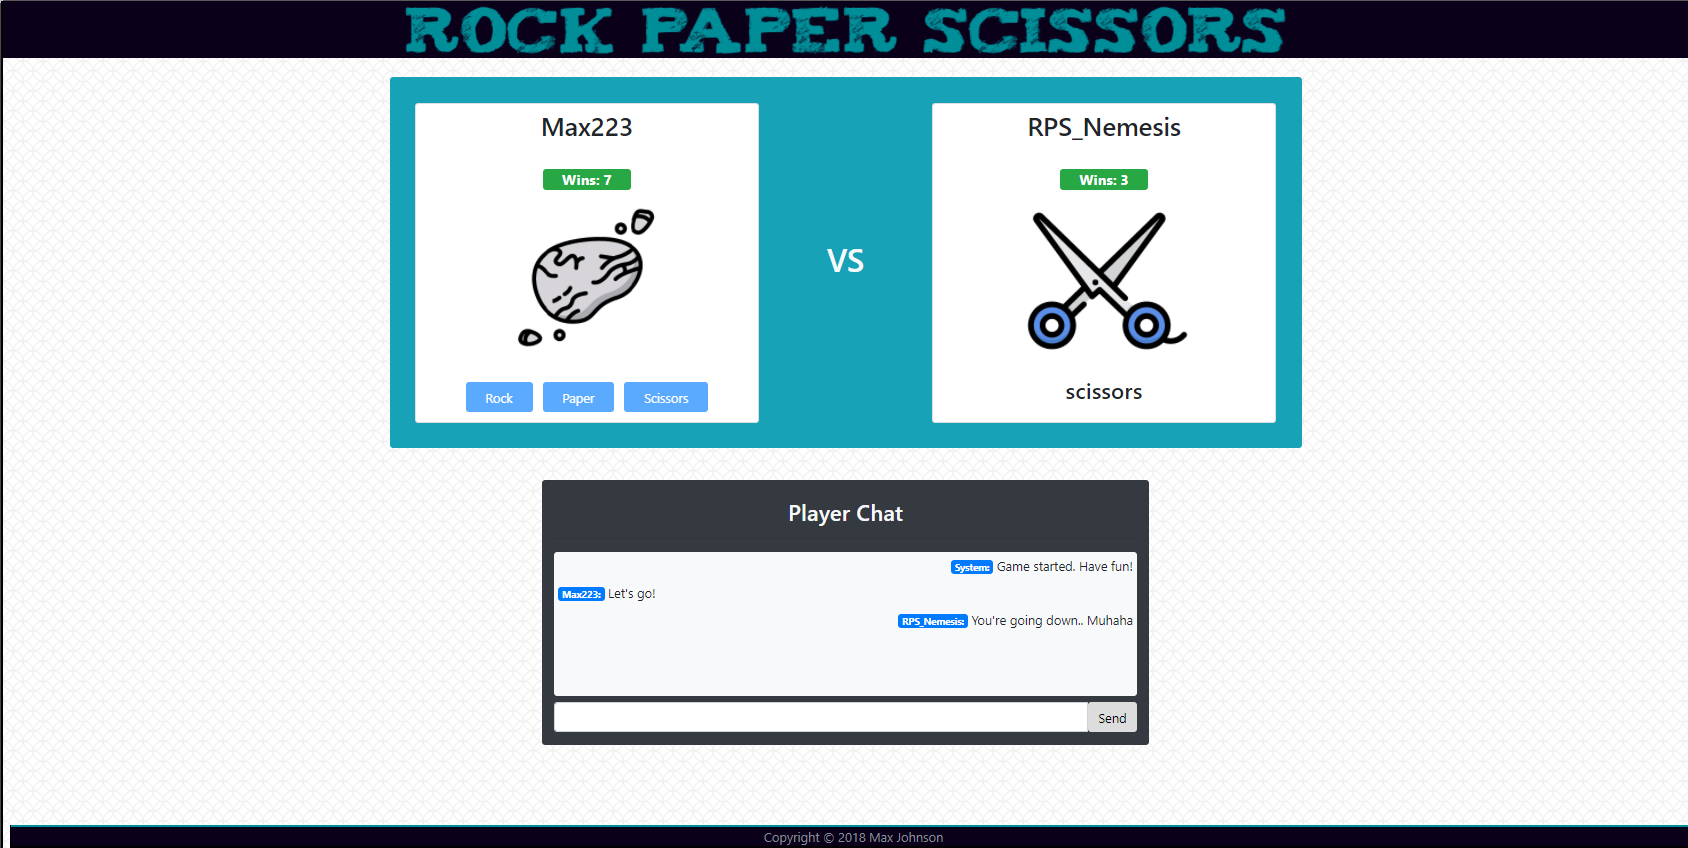 ROCK PAPER SCISSORS
Max223
Wins: 7
Rock
Paper
Scissors
VS
RPS_Nemesis
Wins: 3
scissors
Player Chat
System: Game started. Have fun!
Max223: Let's go!
RPS_Nemesis: You're going down.. Muhaha
Send
Copyright © 2018 Max Johnson